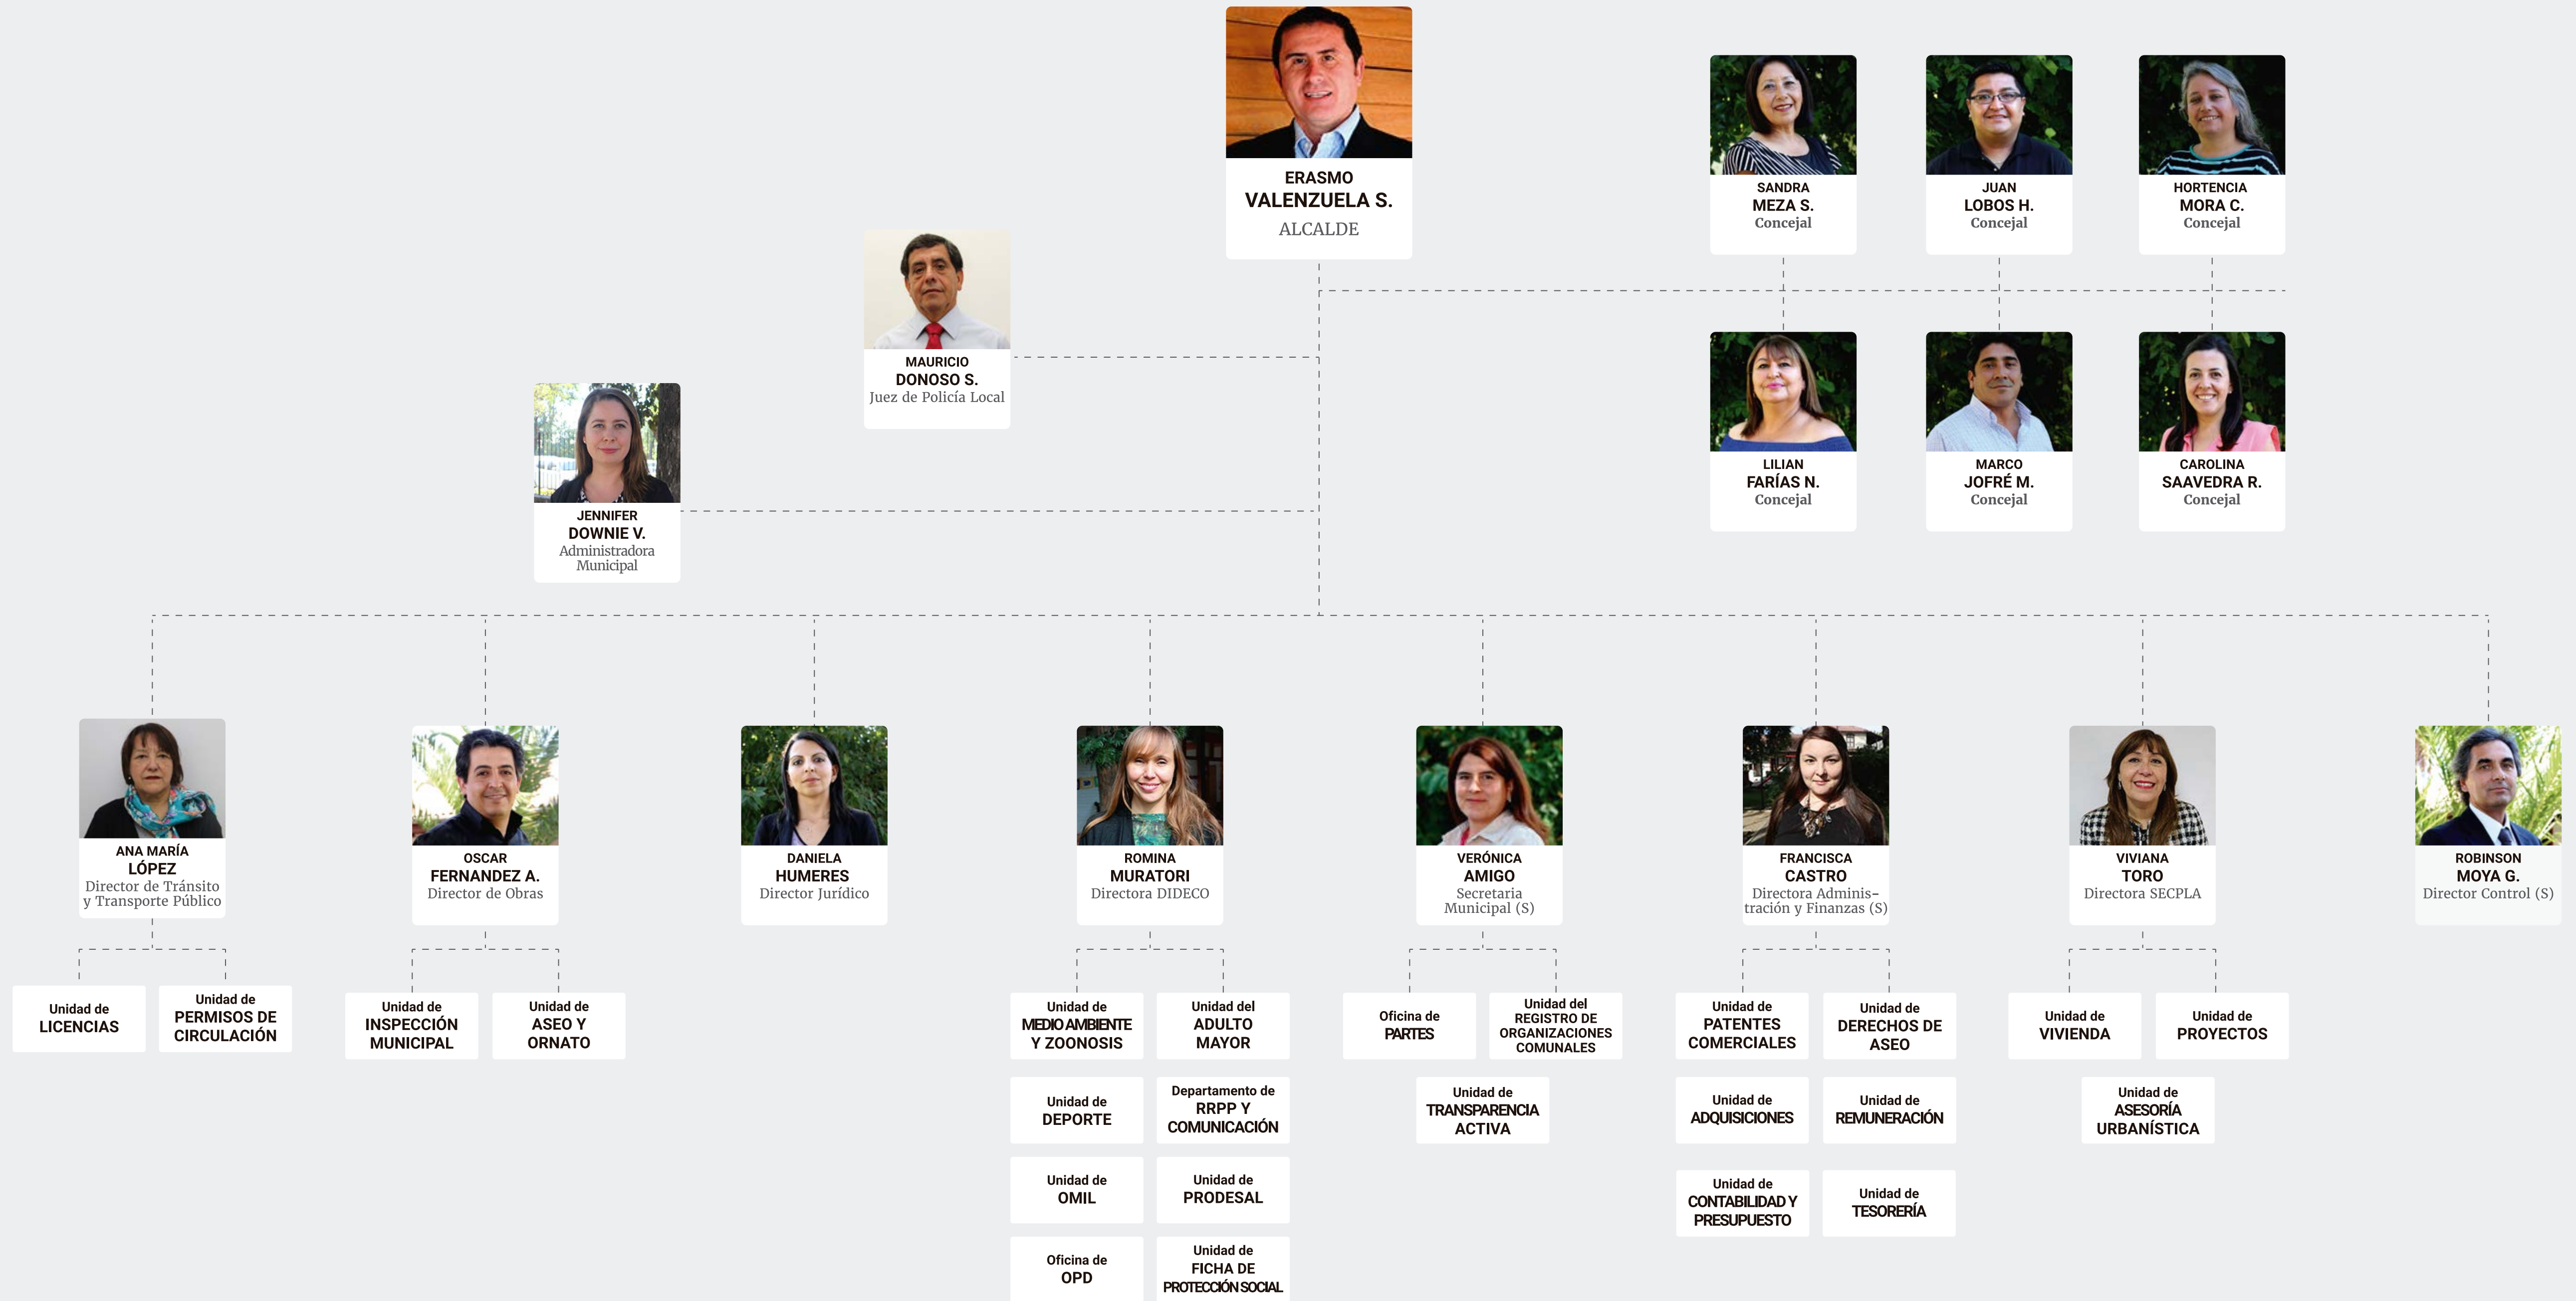 ERASMO
VALENZUELA S.
ALCALDE
SANDRA
MEZA S.
Concejal
JUAN
LOBOS H.
Concejal
HORTENCIA
MORA C.
Concejal
MAURICIO
DONOSO S.
Juez de Policía Local
LILIAN
FARÍAS N.
Concejal
MARCO
JOFRÉ M.
Concejal
CAROLINA
SAAVEDRA R.
Concejal
JENNIFER
DOWNIE V.
Administradora
Municipal
ANA MARÍA
LÓPEZ
Director de Tránsito
y Transporte Público
OSCAR
FERNANDEZ A.
Director de Obras
DANIELA
HUMERES
Director Jurídico
ROMINA
MURATORI
Directora DIDECO
VERÓNICA
AMIGO
Secretaria
Municipal (S)
FRANCISCA
CASTRO
Directora Adminis-
tración y Finanzas (S)
VIVIANA
TORO
Directora SECPLA
ROBINSON
MOYA G.
Director Control (S)
Unidad de
LICENCIAS
Unidad de
PERMISOS DE
CIRCULACIÓN
Unidad de
INSPECCIÓN
MUNICIPAL
Unidad de
ASEO Y
ORNATO
Unidad de
MEDIO AMBIENTE
Y ZOONOSIS
Unidad del
ADULTO
MAYOR
Oficina de
PARTES
Unidad del
REGISTRO DE
ORGANIZACIONES
COMUNALES
Unidad de
PATENTES
COMERCIALES
Unidad de
DERECHOS DE
ASEO
Unidad de
VIVIENDA
Unidad de
PROYECTOS
Unidad de
DEPORTE
Departamento de
RRPP Y
COMUNICACIÓN
Unidad de
TRANSPARENCIA
ACTIVA
Unidad de
ADQUISICIONES
Unidad de
REMUNERACIÓN
Unidad de
ASESORÍA
URBANÍSTICA
Unidad de
OMIL
Unidad de
PRODESAL
Unidad de
CONTABILIDAD Y
PRESUPUESTO
Unidad de
TESORERÍA
Oficina de
OPD
Unidad de
FICHA DE
PROTECCIÓN SOCIAL